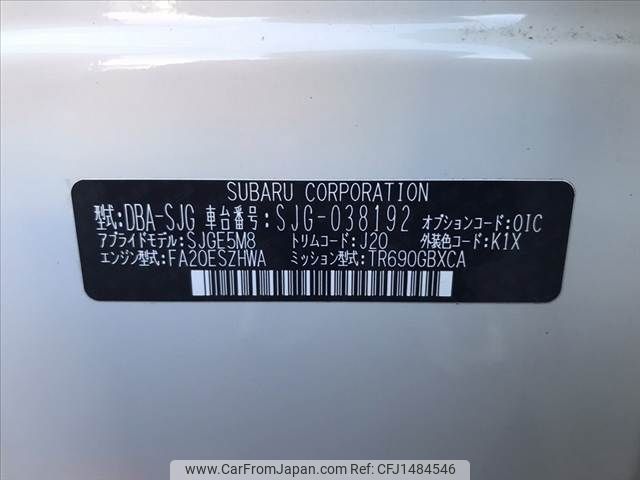 SUBARU CORPORATION
型式:DBA-SJG 車台番号:SJG-038192 オプションコード:OIC
アプライドモデル:SJGE5M8 トリムコード:J20 外装色コード:K1X
エンジン型式:FA20ESZHWA ミッション型式:TR690GBXCA
www.CarFromJapan.com - CFJ1484546